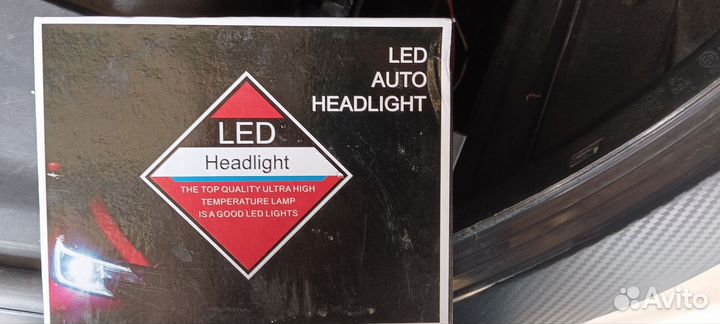 LED
AUTO
HEADLIGHT
LED
Headlight
THE TOP QUALITY ULTRA HIGH
TEMPERATURE LAMP
IS A GOOD LED LIGHTS
Avito